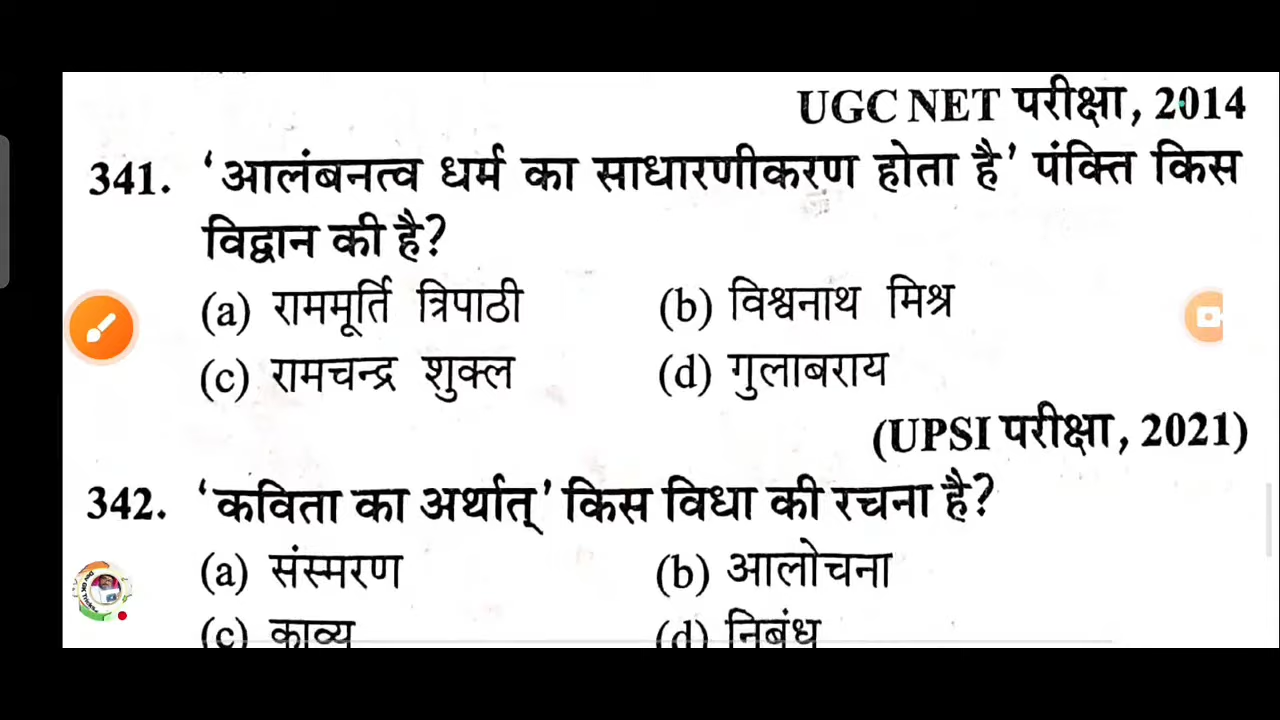 UGC NET परीक्षा, 2014
341. 'आलंबनत्व धर्म का साधारणीकरण होता है' पंक्ति किस
विद्वान की है?
(a) राममूर्ति त्रिपाठी (b) विश्वनाथ मिश्र
(c) रामचन्द्र शुक्ल (d) गुलाबराय
(UPSI परीक्षा, 2021)
342. 'कविता का अर्थात्' किस विधा की रचना है?
(a) संस्मरण (b) आलोचना
(c) काव्य (d) निबंध